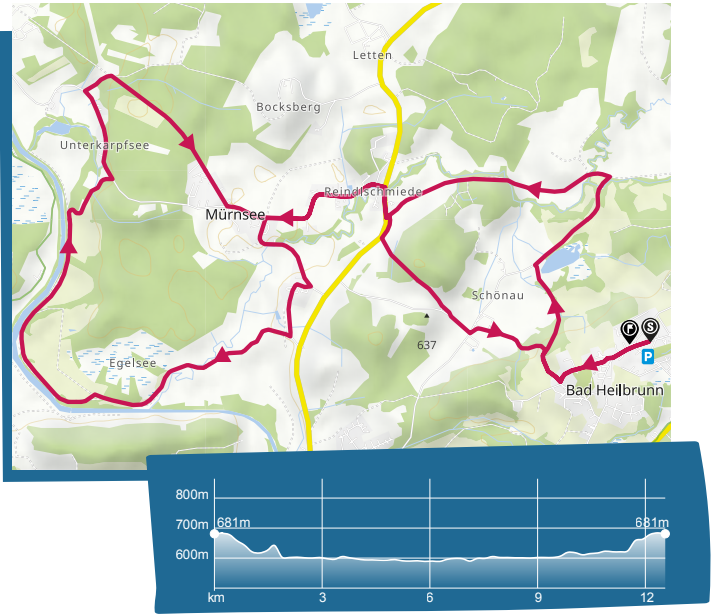 Letten
Bocksberg
Unterkarpfsee
Reindlschmiede
Mürnsee
Schönau
637
Egelsee
S
P
Bad Heilbrunn
800m
700m
681m
681m
600m
km
3
6
9
12